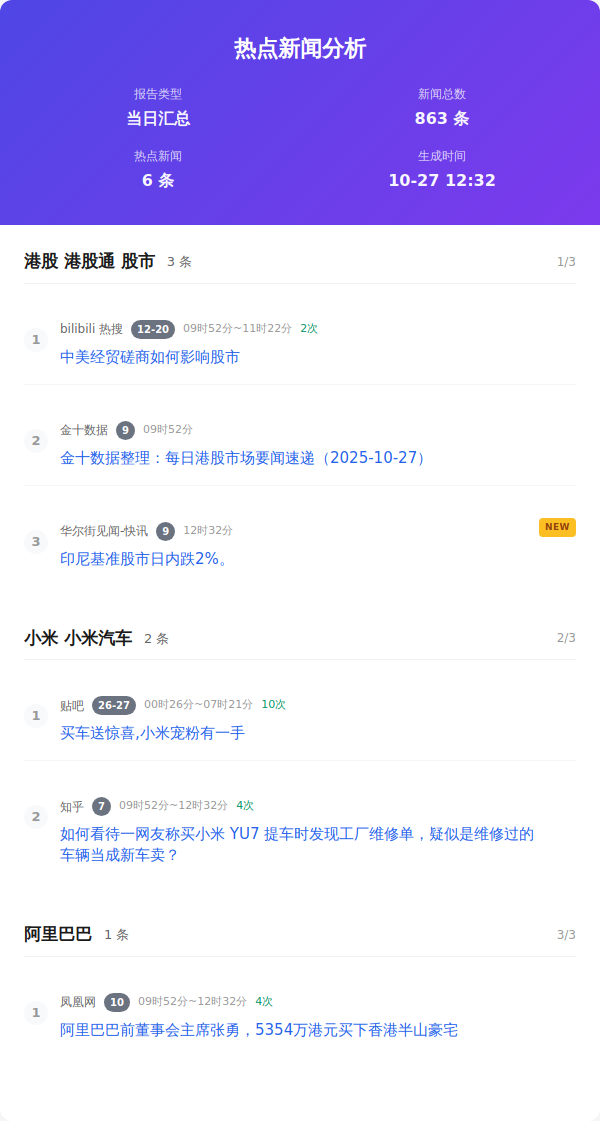 热点新闻分析
报告类型
新闻总数
当日汇总
863 条
热点新闻
生成时间
6 条
10-27 12:32
港股 港股通 股市 3 条 1/3
1
bilibili 热搜 12-20 09时52分~11时22分 2次
中美经贸磋商如何影响股市
2
金十数据 9 09时52分
金十数据整理：每日港股市场要闻速递（2025-10-27）
3
华尔街见闻-快讯 9 12时32分 NEW
印尼基准股市日内跌2%。
小米 小米汽车 2 条 2/3
1
贴吧 26-27 00时26分~07时21分 10次
买车送惊喜,小米宠粉有一手
2
知乎 7 09时52分~12时32分 4次
如何看待一网友称买小米 YU7 提车时发现工厂维修单，疑似是维修过的
车辆当成新车卖？
阿里巴巴 1 条 3/3
1
凤凰网 10 09时52分~12时32分 4次
阿里巴巴前董事会主席张勇，5354万港元买下香港半山豪宅